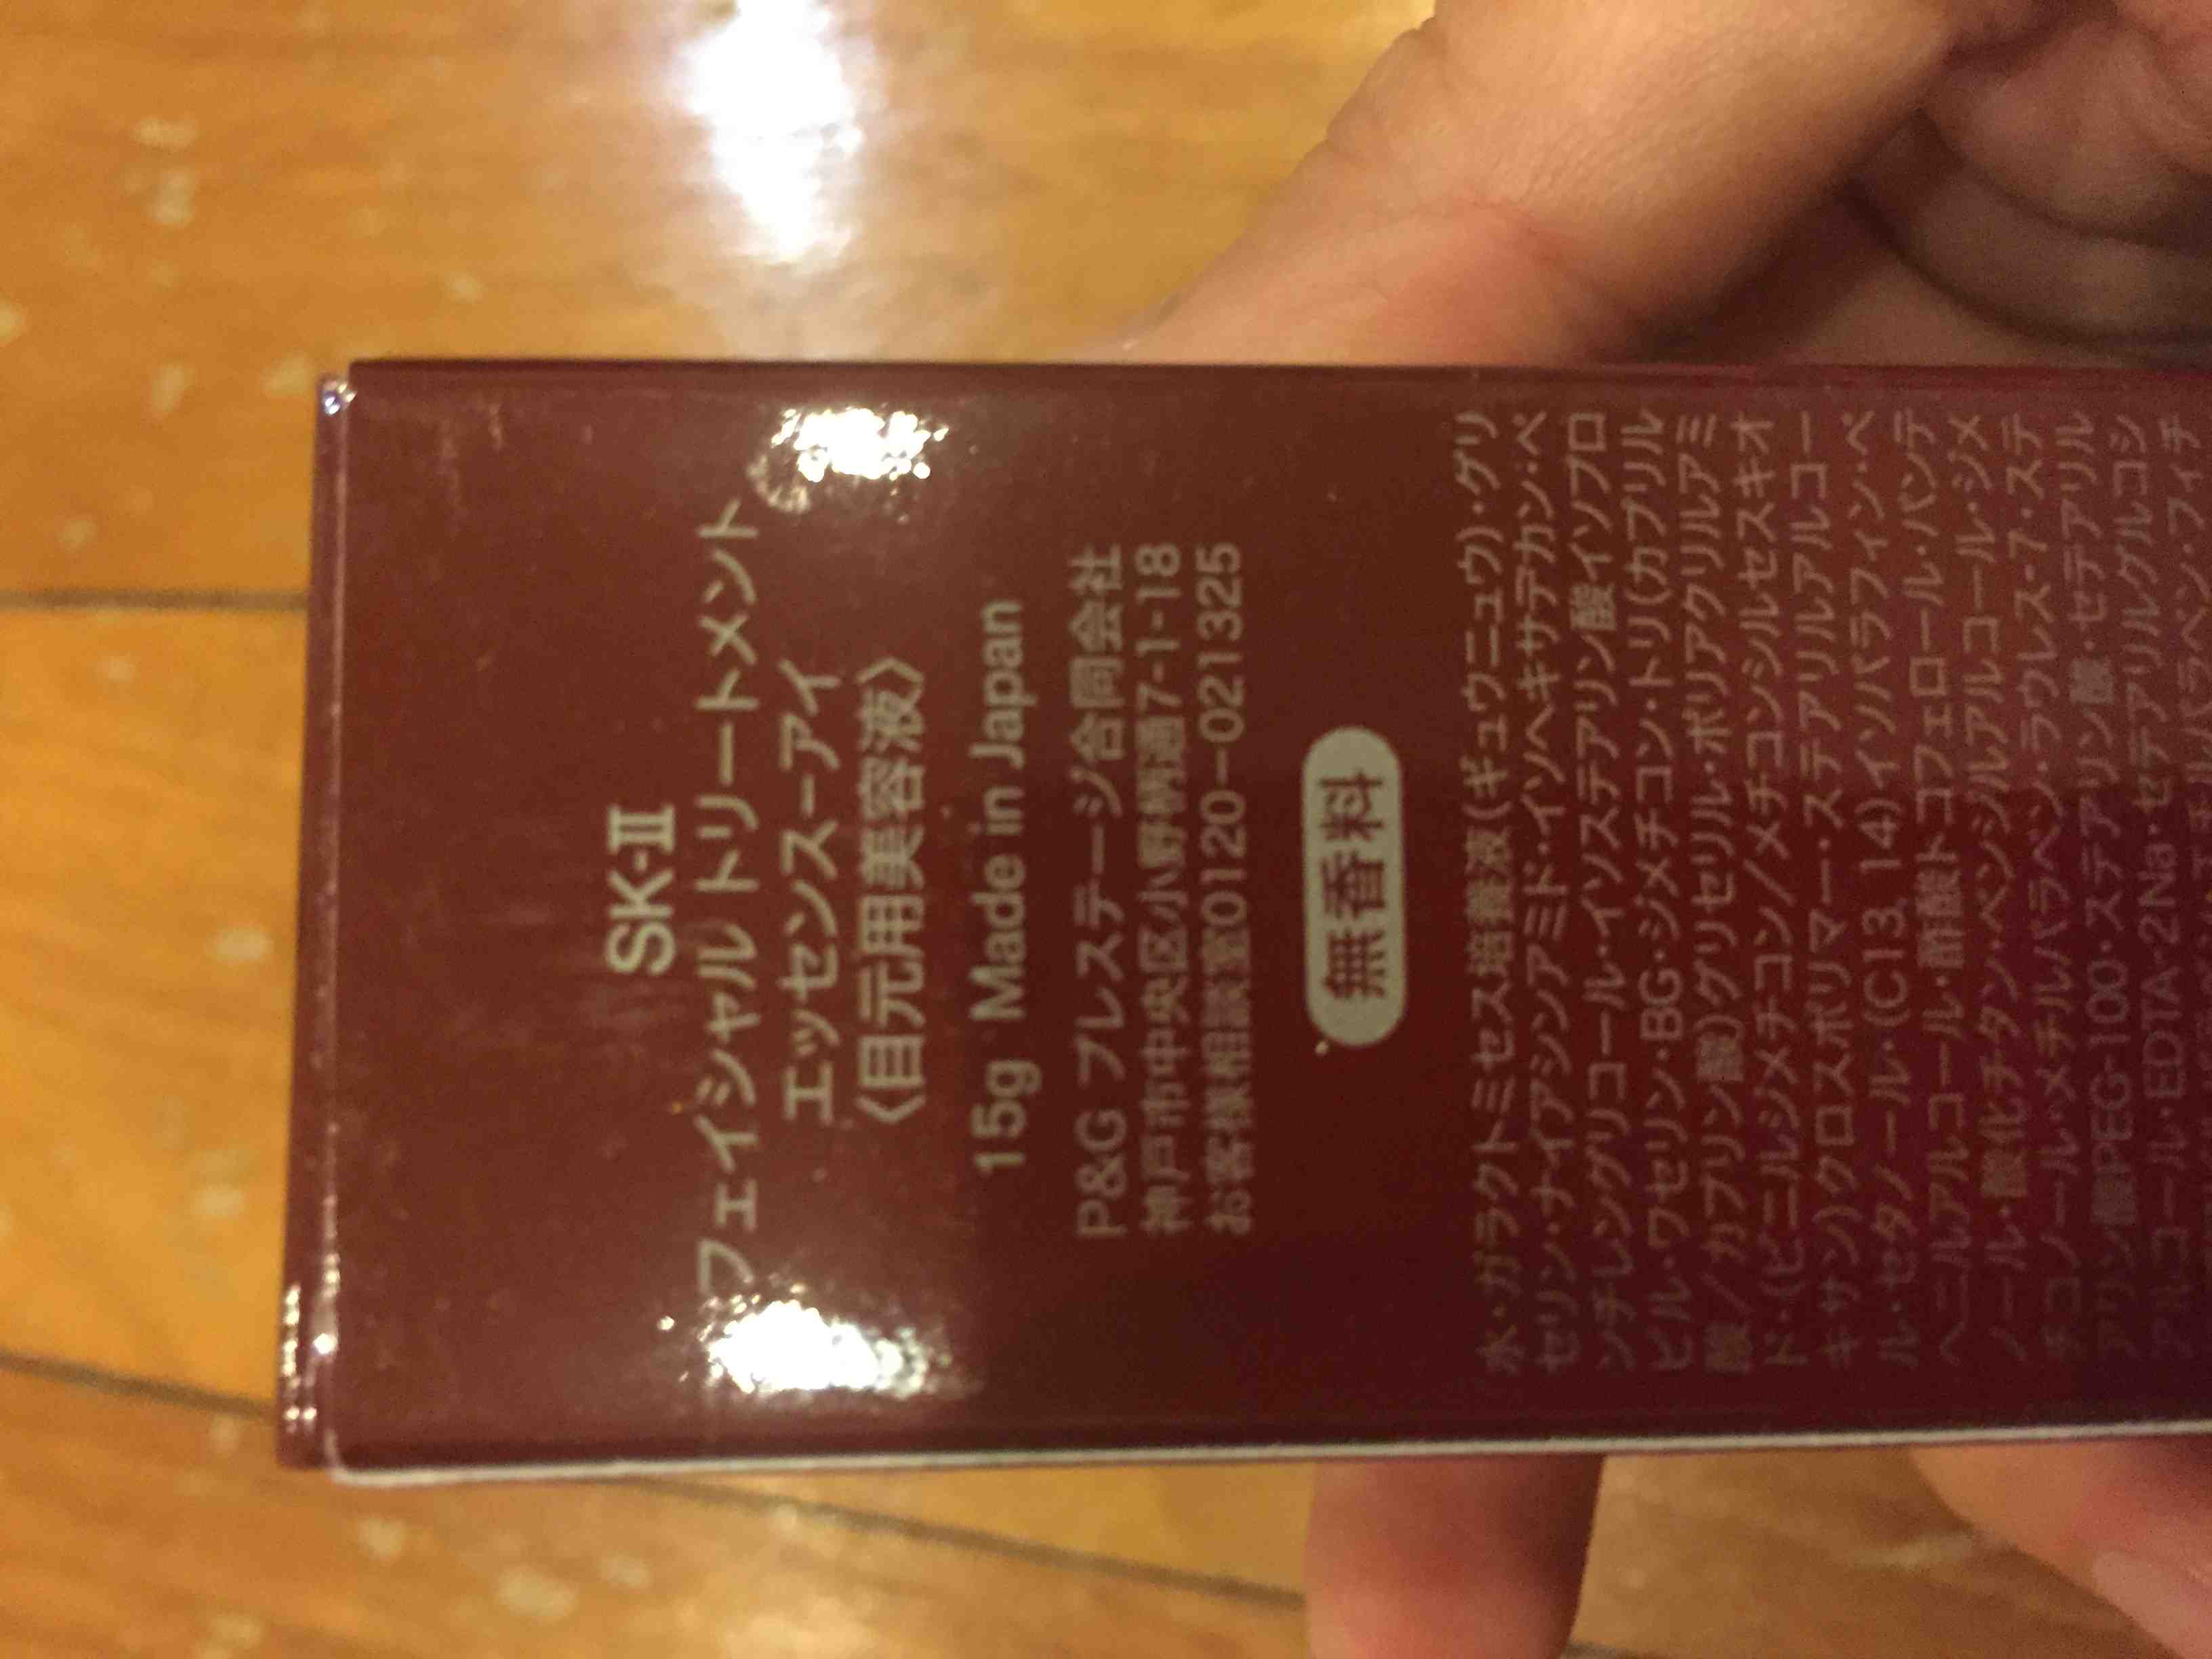 SK-II
フェイシャル トリートメント
エッセンス-アイ
〈目元用美容液〉
15g Made in Japan
P&G プレステージ合同会社
神戸市中央区小野柄通7-1-18
お客様相談室0120-021325
無香料
水・ガラクトミセス培養液(ギュウニュウ)・グリ
セリン・ナイアシンアミド・イソヘキサデカン・ペ
ンチレングリコール・イソステアリン酸イソプロ
ピル・ワセリン・BG・ジメチコン・トリ(カプリル
酸/カプリン酸)グリセリル・ポリアクリルアミ
ド・(ビニルジメチコン/メチコンシルセスキオ
キサン)クロスポリマー・ステアリルアルコー
ル・セタノール・(C13, 14)イソパラフィン・ベ
ヘニルアルコール・酢酸トコフェロール・パンテ
ノール・酸化チタン・ベンジルアルコール・ジメ
チコノール・メチルパラベン・ラウレス-7・ステ
アリン酸PEG-100・ステアリン酸・セテアリル
アルコール・EDTA-2Na・セテアリルグルコシ